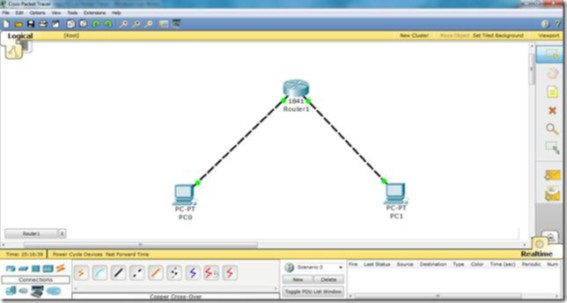 Cisco Packet Tracer
File Edit Options View Tools Extensions Help
Logical [Root] New Cluster Move Object Set Tiled Background Viewport
1841
Router1
PC-PT
PC0
PC-PT
PC1
Router1
Time: Power Cycle Devices Fast Forward Time Realtime
Connections
Copper Cross-Over
Scenario 0
New Delete
Toggle PDU List Window
Fire Last Status Source Destination Type Color Time (sec) Periodic Num